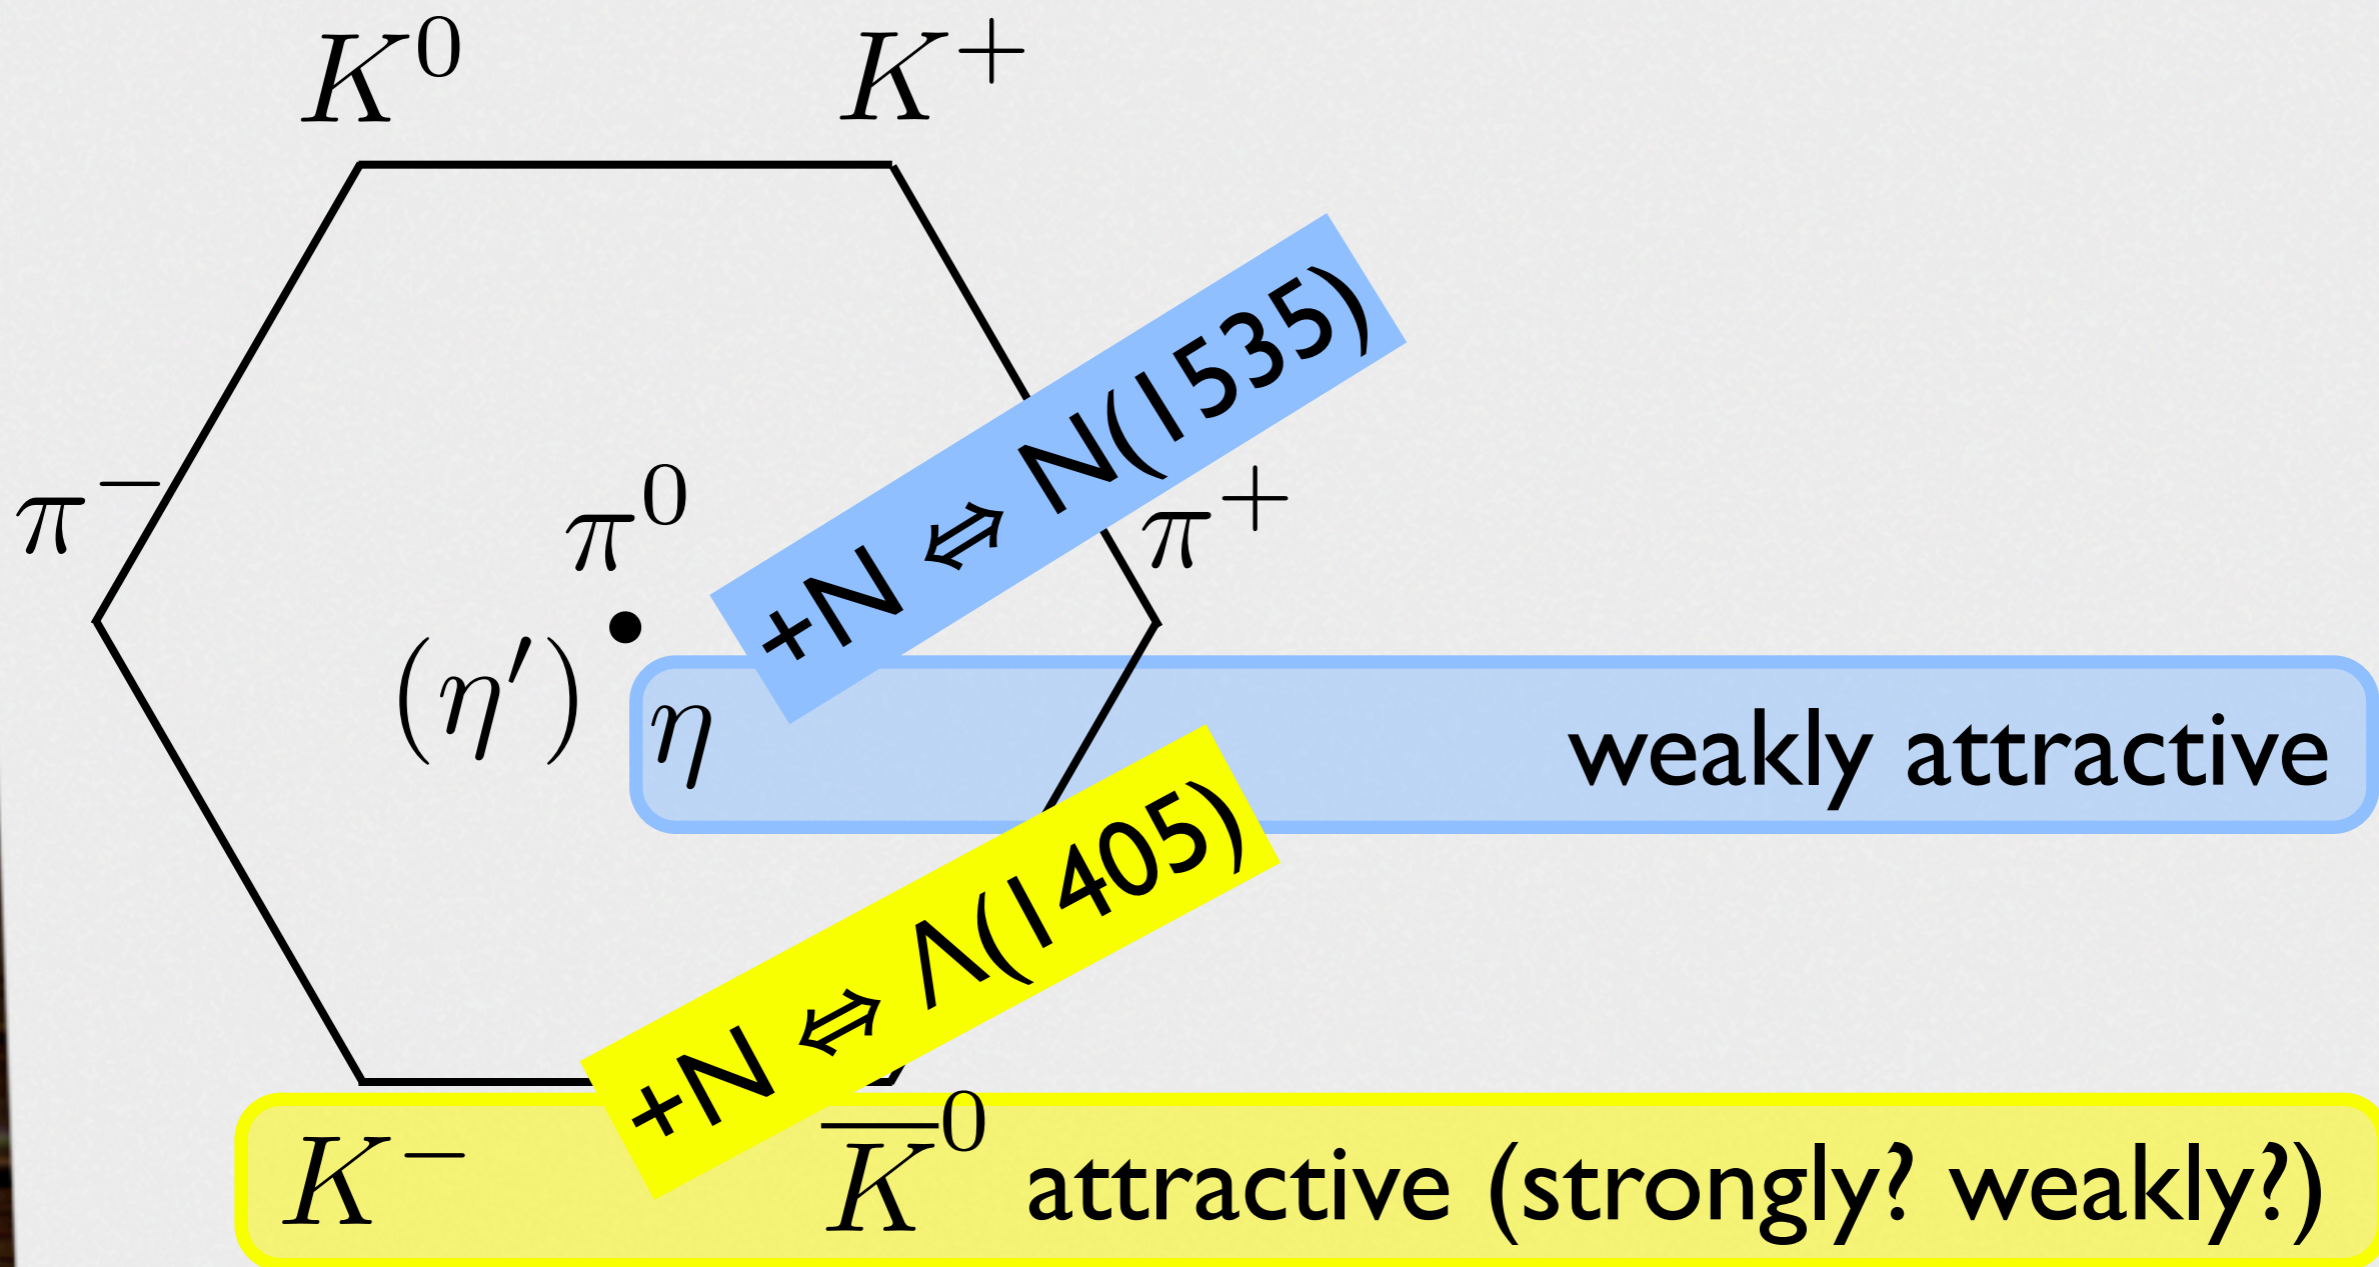 K⁰ K⁺
+N ⇔ N(1535)
π⁻ π⁰ π⁺
(η′) η weakly attractive
+N ⇔ Λ(1405)
K⁻ K̅⁰ attractive (strongly? weakly?)